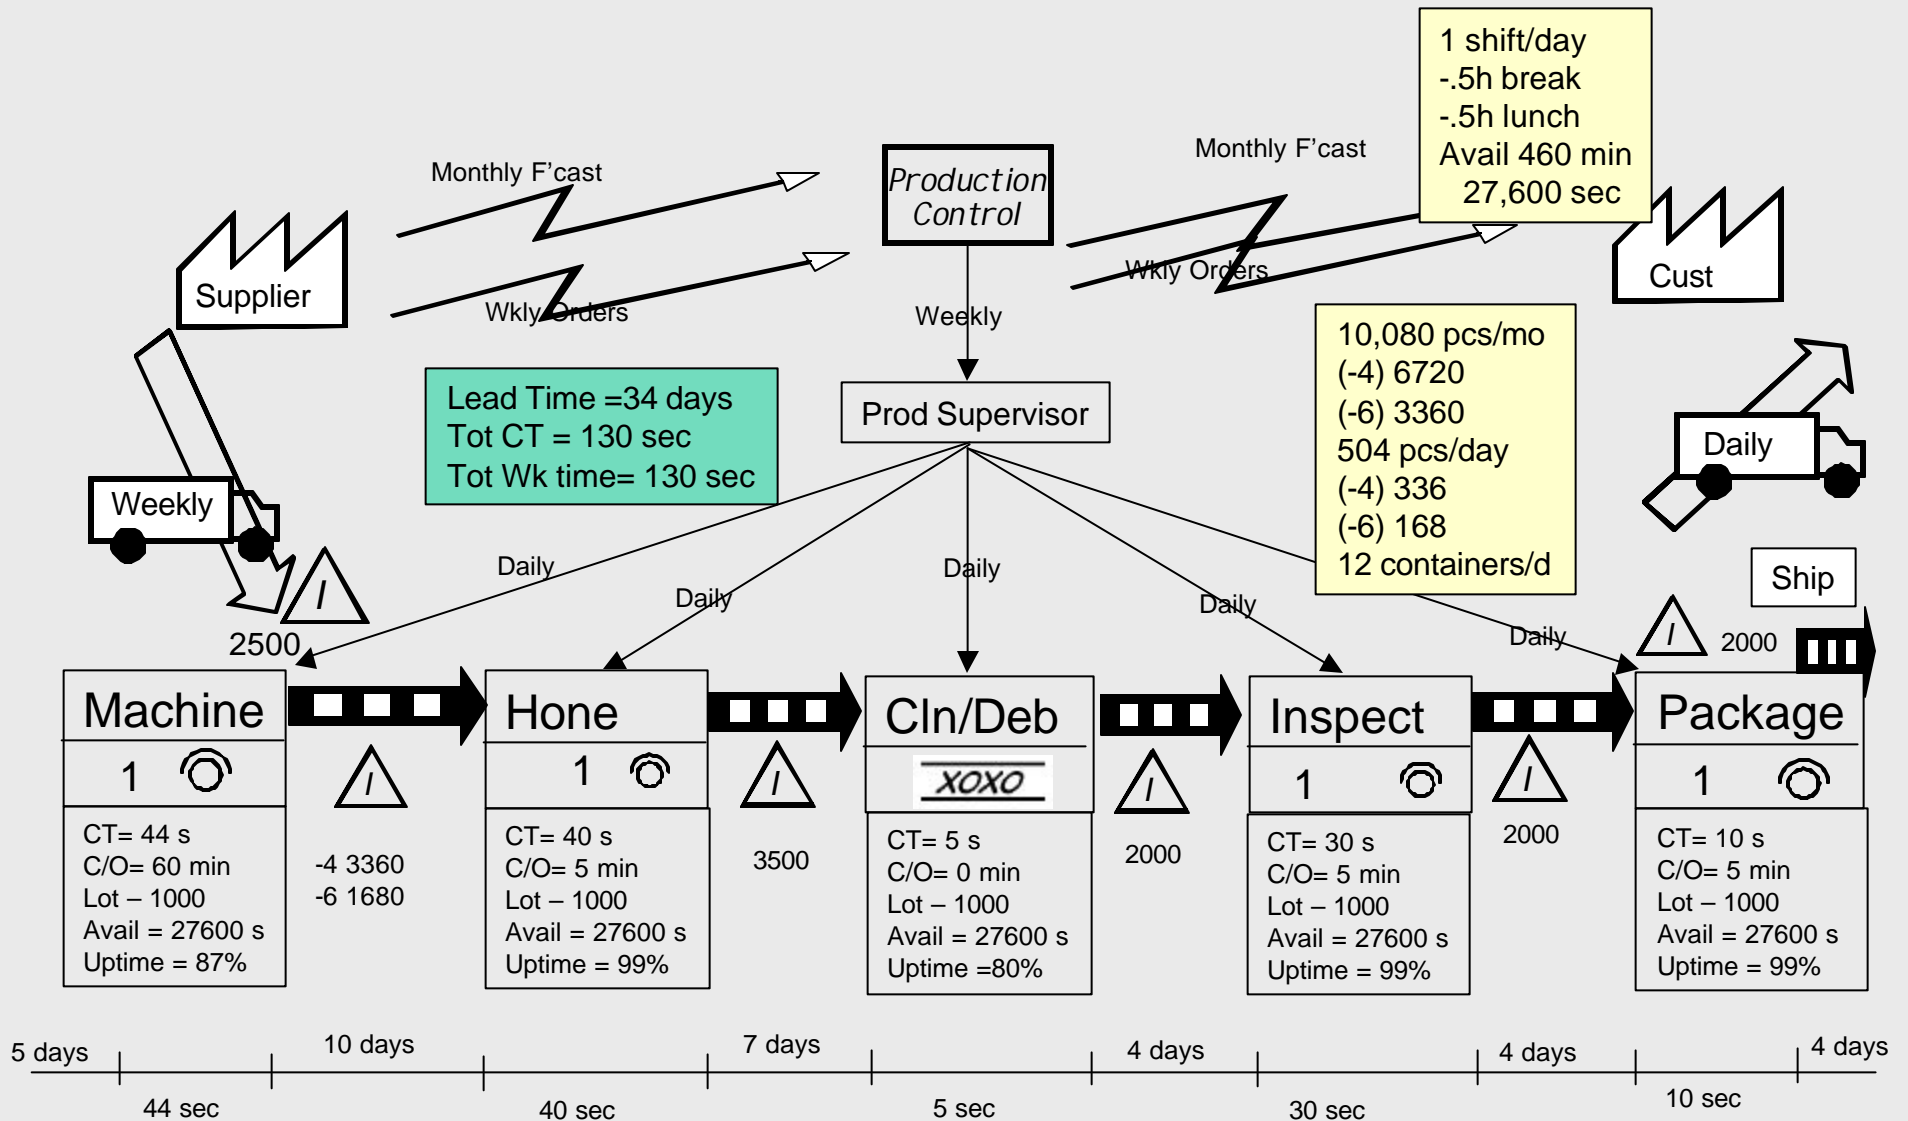 1 shift/day
-.5h break
-.5h lunch
Avail 460 min
27,600 sec
Monthly F'cast
Monthly F'cast
Production
Control
Supplier
Wkly Orders
Weekly
Wkly Orders
Cust
10,080 pcs/mo
(-4) 6720
(-6) 3360
504 pcs/day
(-4) 336
(-6) 168
12 containers/d
Lead Time =34 days
Tot CT = 130 sec
Tot Wk time= 130 sec
Prod Supervisor
Weekly
Daily
Daily
Daily
Daily
Daily
Daily
Ship
I
2500
I
2000
Machine
1
CT= 44 s
C/O= 60 min
Lot – 1000
Avail = 27600 s
Uptime = 87%
I
-4 3360
-6 1680
Hone
1
CT= 40 s
C/O= 5 min
Lot – 1000
Avail = 27600 s
Uptime = 99%
I
3500
Cln/Deb
XOXO
CT= 5 s
C/O= 0 min
Lot – 1000
Avail = 27600 s
Uptime =80%
I
2000
Inspect
1
CT= 30 s
C/O= 5 min
Lot – 1000
Avail = 27600 s
Uptime = 99%
I
2000
Package
1
CT= 10 s
C/O= 5 min
Lot – 1000
Avail = 27600 s
Uptime = 99%
5 days
10 days
7 days
4 days
4 days
4 days
44 sec
40 sec
5 sec
30 sec
10 sec